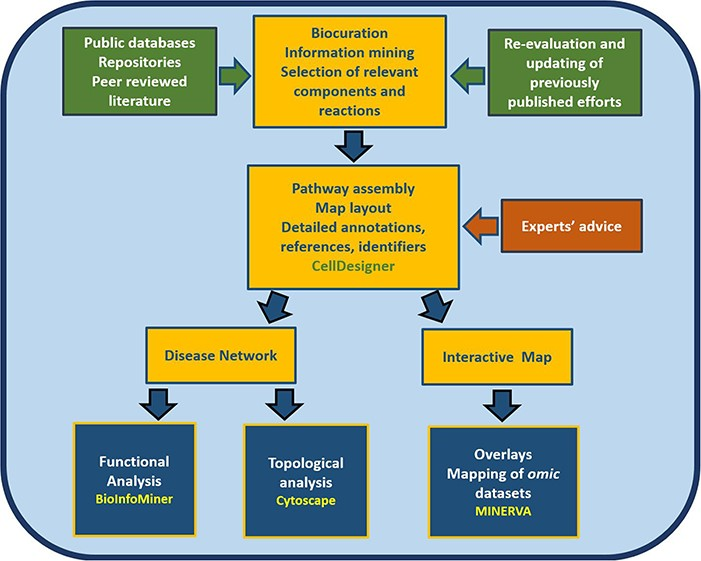 Public databases
Repositories
Peer reviewed
literature
Biocuration
Information mining
Selection of relevant
components and
reactions
Re-evaluation and
updating of
previously
published efforts
Pathway assembly
Map layout
Detailed annotations,
references, identifiers
CellDesigner
Experts’ advice
Disease Network
Interactive Map
Functional
Analysis
BioInfoMiner
Topological
analysis
Cytoscape
Overlays
Mapping of omic
datasets
MINERVA